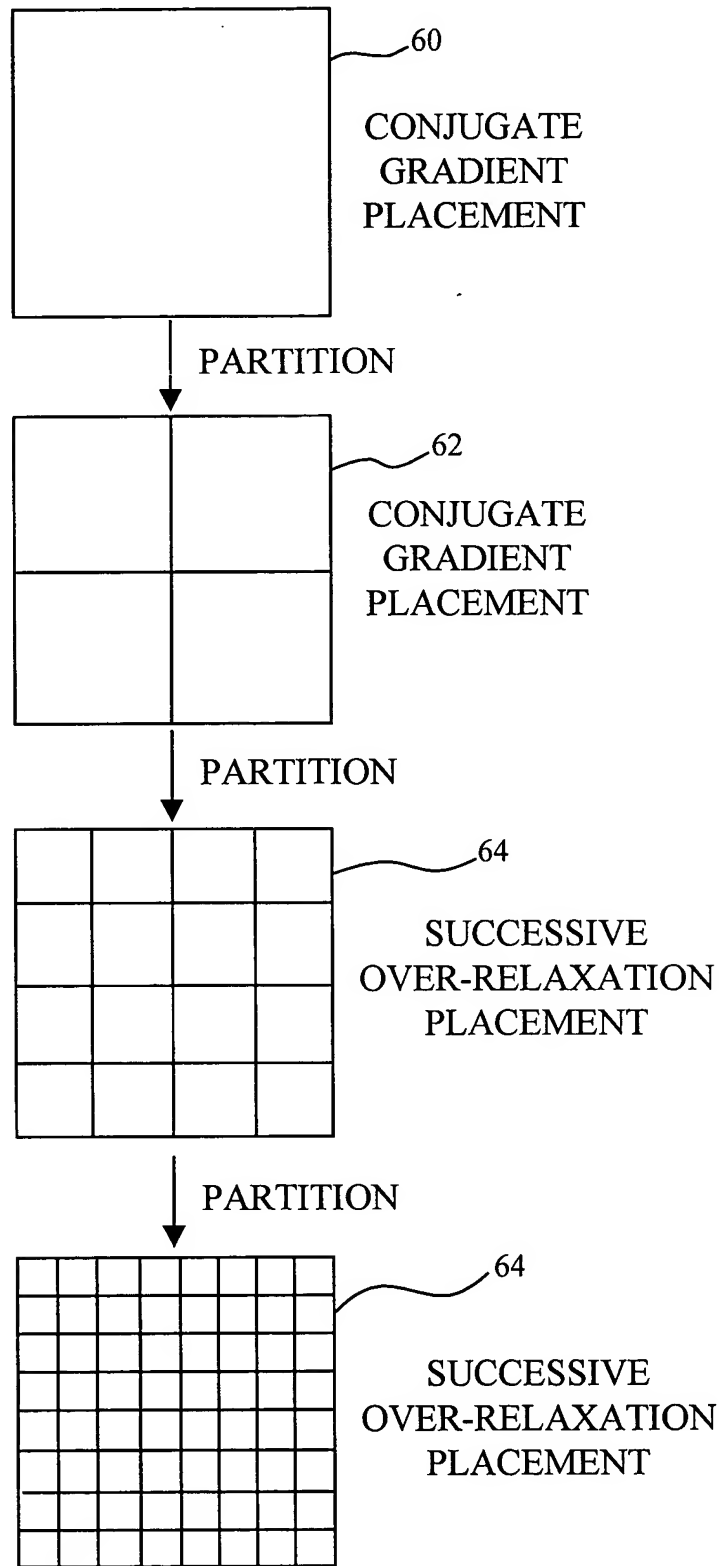 60
CONJUGATE
GRADIENT
PLACEMENT
PARTITION
62
CONJUGATE
GRADIENT
PLACEMENT
PARTITION
64
SUCCESSIVE
OVER-RELAXATION
PLACEMENT
PARTITION
64
SUCCESSIVE
OVER-RELAXATION
PLACEMENT